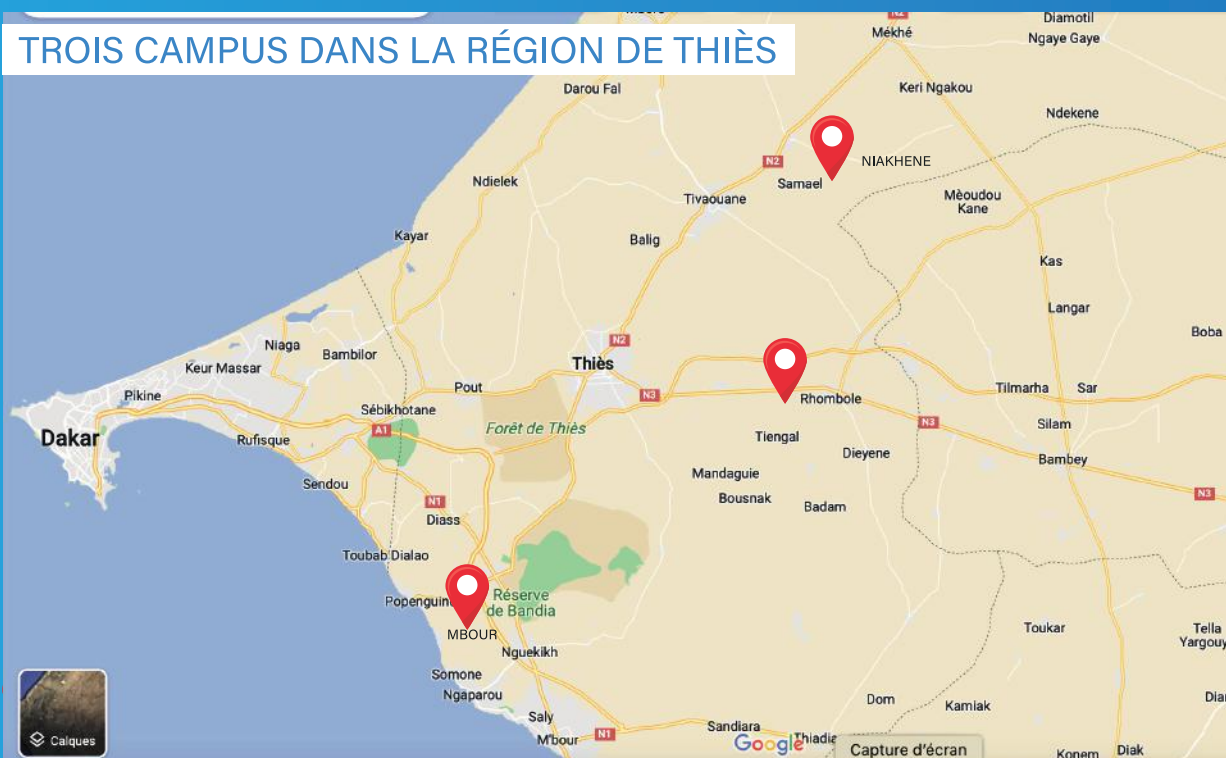 TROIS CAMPUS DANS LA RÉGION DE THIÈS
N2
Diamotil
Mékhé
Ngaye Gaye
Darou Fal
Keri Ngakou
Ndekene
N2
NIAKHENE
Ndielek
Samael
Tivaouane
Mèoudou
Kane
Kayar
Balig
Kas
Langar
Niaga
Bambilor
N2
Boba
Keur Massar
Thiès
Pikine
Pout
N3
Rhombole
Tilmarha
Sar
Sébikhotane
Dakar
Rufisque
A1
Forêt de Thiès
Tiengal
N3
Silam
Dieyene
Bambey
Sendou
Mandaguie
N1
Bousnak
Badam
N3
Diass
Toubab Dialao
Popenguin
Réserve
de Bandia
MBOUR
Toukar
Tella
Yargouy
Nguekikh
Somone
Ngaparou
Dom
Kamiak
Dia
Saly
M'bour
N1
Sandiara
Google
Thiadia
Calques
Capture d'écran
Konem
Diak